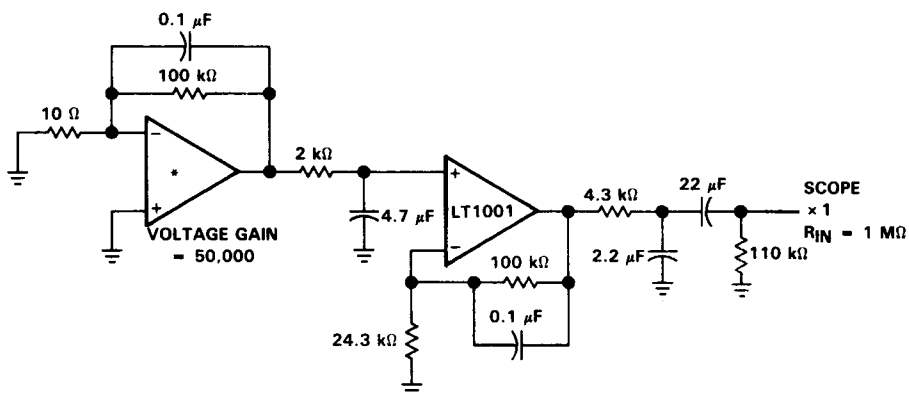 0.1 μF
100 kΩ
10 Ω
−
*
+
VOLTAGE GAIN
= 50,000
2 kΩ
4.7 μF
+
LT1001
−
100 kΩ
0.1 μF
24.3 kΩ
4.3 kΩ
22 μF
2.2 μF
110 kΩ
SCOPE
× 1
RIN = 1 MΩ